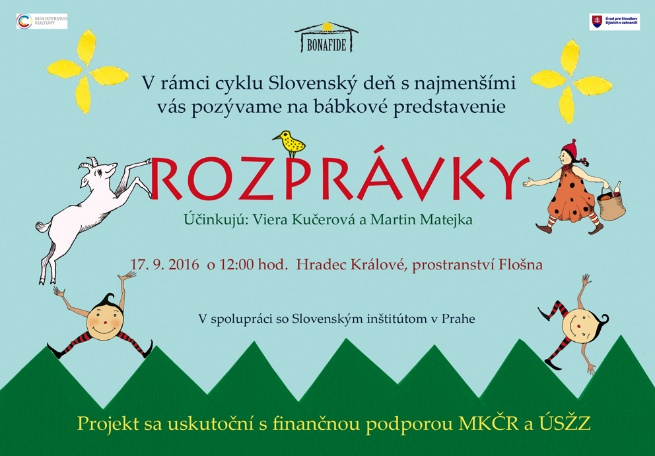 MINISTERSTVO
KULTURY
BONAFIDE
Úrad pre Slovákov
žijúcich v zahraničí
V rámci cyklu Slovenský deň s najmenšími
vás pozývame na bábkové predstavenie
ROZPRÁVKY
Účinkujú: Viera Kučerová a Martin Matejka
17. 9. 2016 o 12:00 hod. Hradec Králové, prostranství Flošna
V spolupráci so Slovenským inštitútom v Prahe
Projekt sa uskutoční s finančnou podporou MKČR a ÚSŽZ